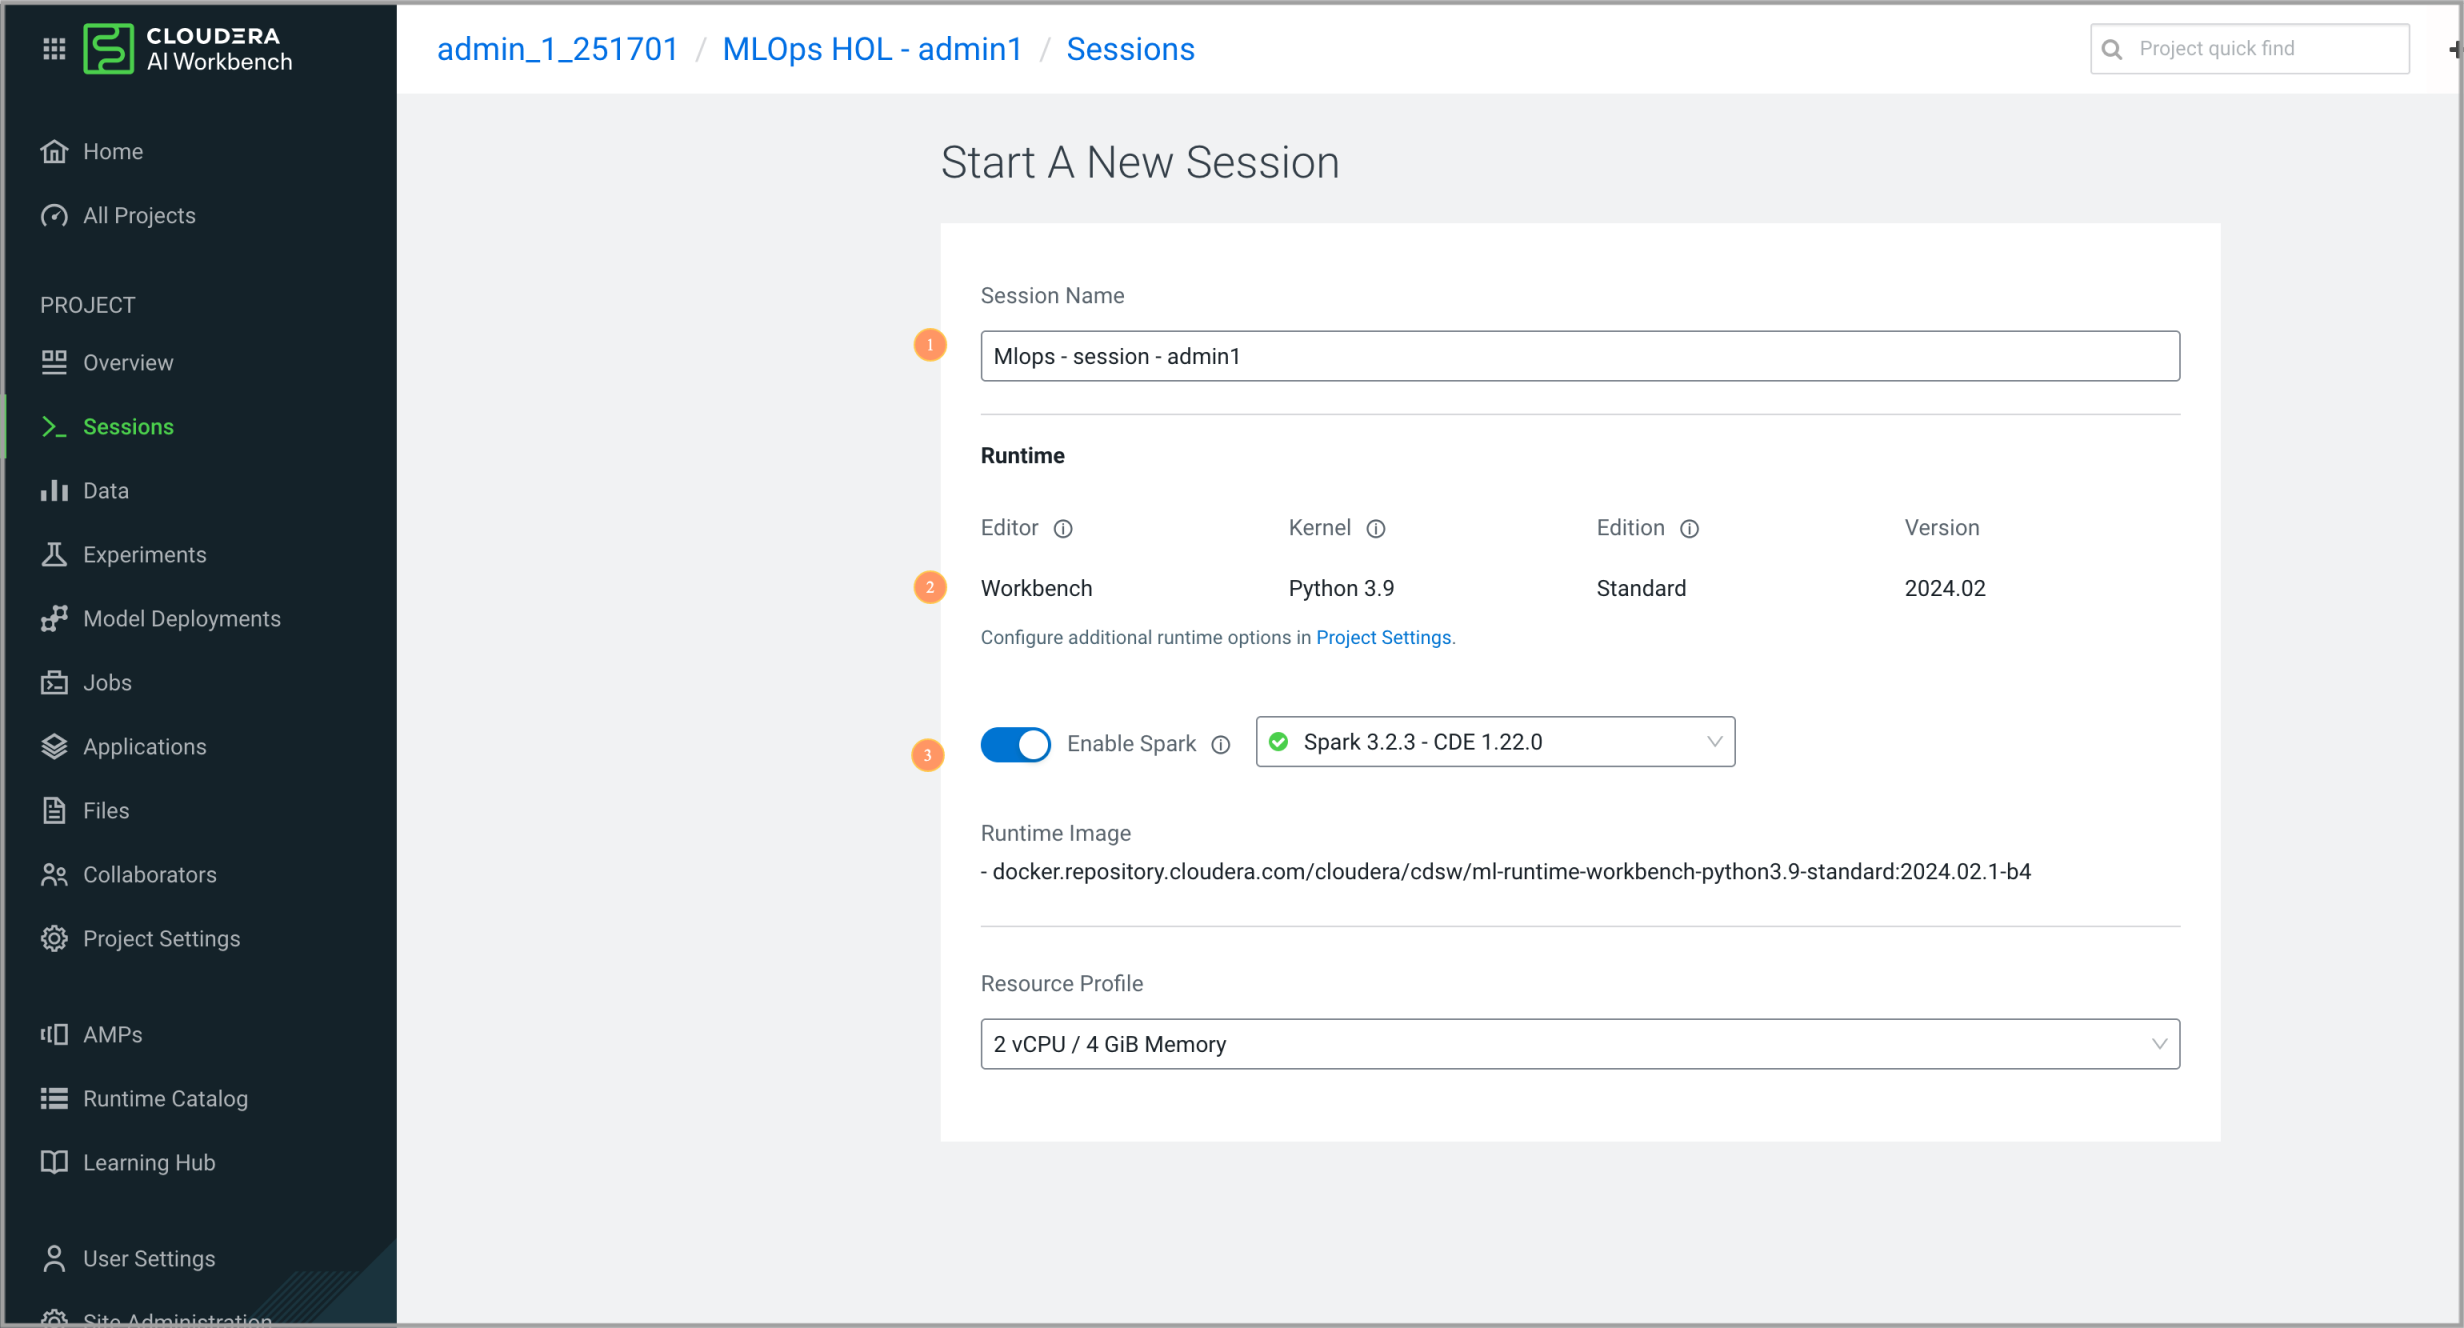 CLOUDERA
AI Workbench
admin_1_251701 / MLOps HOL - admin1 / Sessions
Project quick find
Home
All Projects
PROJECT
Overview
Sessions
Data
Experiments
Model Deployments
Jobs
Applications
Files
Collaborators
Project Settings
AMPs
Runtime Catalog
Learning Hub
User Settings
Site Administration
Start A New Session
Session Name
1
Mlops - session - admin1
Runtime
Editor Kernel Edition Version
2
Workbench Python 3.9 Standard 2024.02
Configure additional runtime options in Project Settings.
3
Enable Spark Spark 3.2.3 - CDE 1.22.0
Runtime Image
- docker.repository.cloudera.com/cloudera/cdsw/ml-runtime-workbench-python3.9-standard:2024.02.1-b4
Resource Profile
2 vCPU / 4 GiB Memory